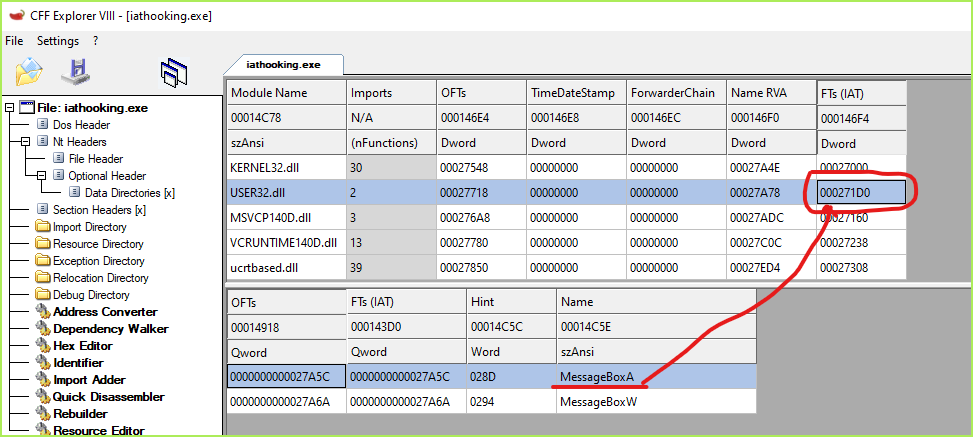 CFF Explorer VIII - [iathooking.exe]
File Settings ?
iathooking.exe
File: iathooking.exe
Dos Header
Nt Headers
File Header
Optional Header
Data Directories [x]
Section Headers [x]
Import Directory
Resource Directory
Exception Directory
Relocation Directory
Debug Directory
Address Converter
Dependency Walker
Hex Editor
Identifier
Import Adder
Quick Disassembler
Rebuilder
Resource Editor
Module Name Imports OFTs TimeDateStamp ForwarderChain Name RVA FTs (IAT)
00014C78 N/A 000146E4 000146E8 000146EC 000146F0 000146F4
szAnsi (nFunctions) Dword Dword Dword Dword Dword
KERNEL32.dll 30 00027548 00000000 00000000 00027A4E 00027000
USER32.dll 2 00027718 00000000 00000000 00027A78 000271D0
MSVCP140D.dll 3 000276A8 00000000 00000000 00027ADC 00027160
VCRUNTIME140D.dll 13 00027780 00000000 00000000 00027C0C 00027238
ucrtbased.dll 39 00027850 00000000 00000000 00027ED4 00027308
OFTs FTs (IAT) Hint Name
00014918 000143D0 00014C5C 00014C5E
Qword Qword Word szAnsi
0000000000027A5C 0000000000027A5C 028D MessageBoxA
0000000000027A6A 0000000000027A6A 0294 MessageBoxW